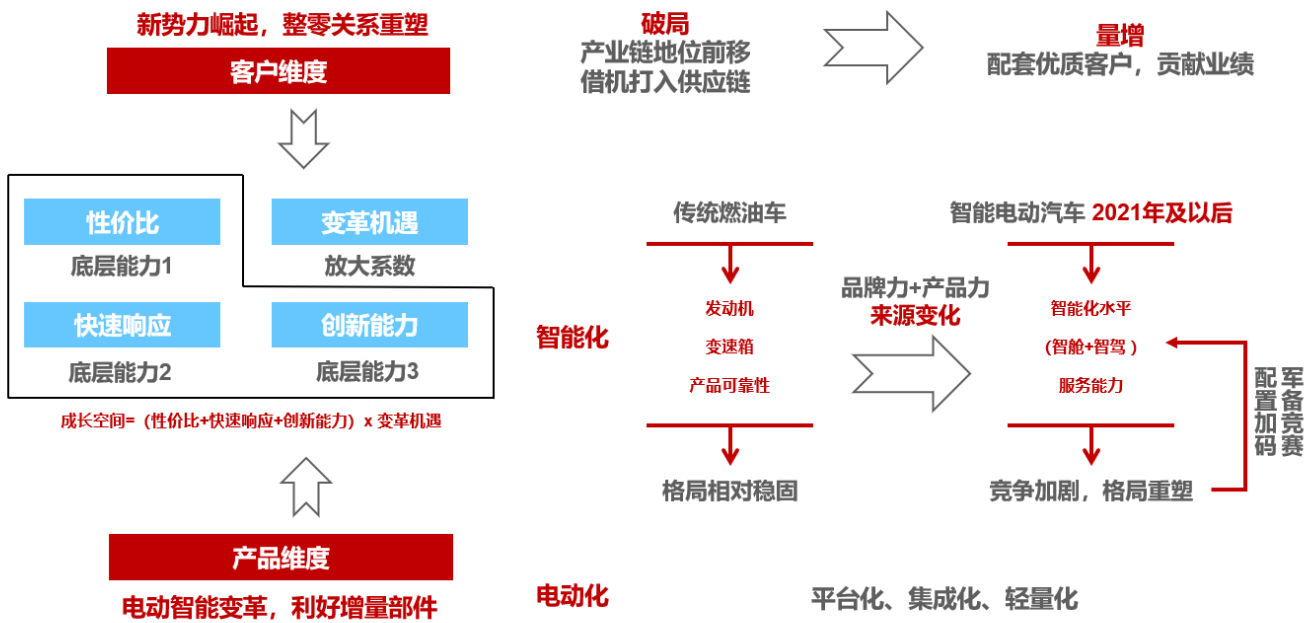 新势力崛起，整零关系重塑
客户维度
破局
产业链地位前移
借机打入供应链
量增
配套优质客户，贡献业绩
性价比
底层能力1
变革机遇
放大系数
快速响应
底层能力2
创新能力
底层能力3
成长空间=（性价比+快速响应+创新能力）x 变革机遇
产品维度
电动智能变革，利好增量部件
智能化
传统燃油车
发动机
变速箱
产品可靠性
格局相对稳固
品牌力+产品力
来源变化
智能电动汽车 2021年及以后
智能化水平
（智舱+智驾 ）
服务能力
竞争加剧，格局重塑
军备竞赛
配置加码
电动化
平台化、集成化、轻量化